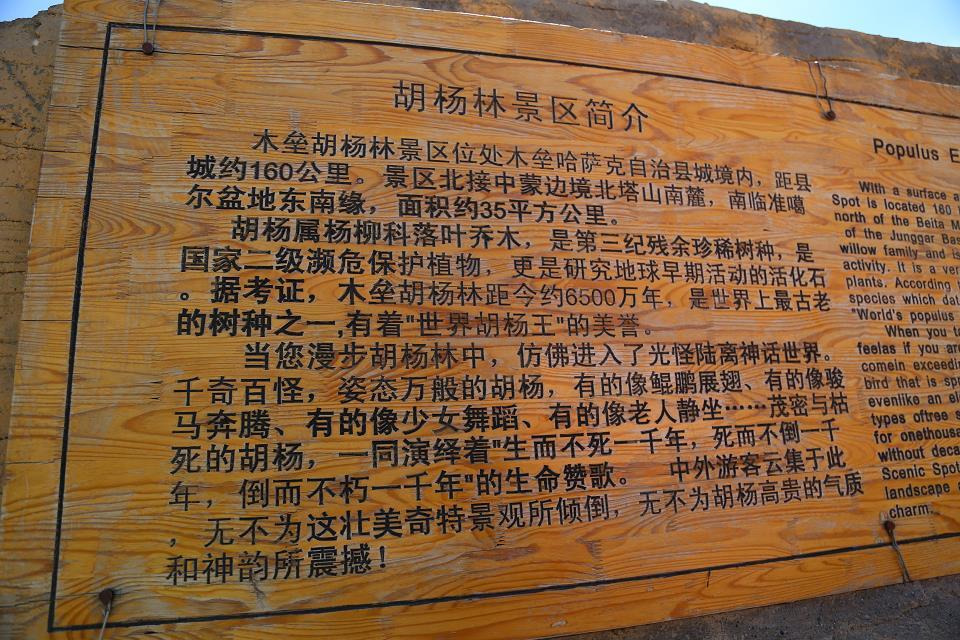 胡杨林景区简介
木垒胡杨林景区位处木垒哈萨克自治县城境内，距县
城约160公里。景区北接中蒙边境北塔山南麓，南临准噶
尔盆地东南缘，面积约35平方公里。
胡杨属杨柳科落叶乔木，是第三纪残余珍稀树种，是
国家二级濒危保护植物，更是研究地球早期活动的活化石
。据考证，木垒胡杨林距今约6500万年，是世界上最古老
的树种之一,有着"世界胡杨王"的美誉。
当您漫步胡杨林中，仿佛进入了光怪陆离神话世界。
千奇百怪，姿态万般的胡杨，有的像鲲鹏展翅、有的像骏
马奔腾、有的像少女舞蹈、有的像老人静坐……茂密与枯
死的胡杨，一同演绎着"生而不死一千年，死而不倒一千
年，倒而不朽一千年"的生命赞歌。 中外游客云集于此
，无不为这壮美奇特景观所倾倒，无不为胡杨高贵的气质
和神韵所震撼！
Populus E
With a surface a
Spot is located 160
north of the Beita M
of the Junggar Bas
willow family and is
activity. It is a ver
plants. According
species which dat
"World's populus
When you ta
feelas if you are
comein exceedin
bird that is spr
evenlike an el
types oftree s
for onethousa
without deca
Scenic Spot
landscape a
charm.